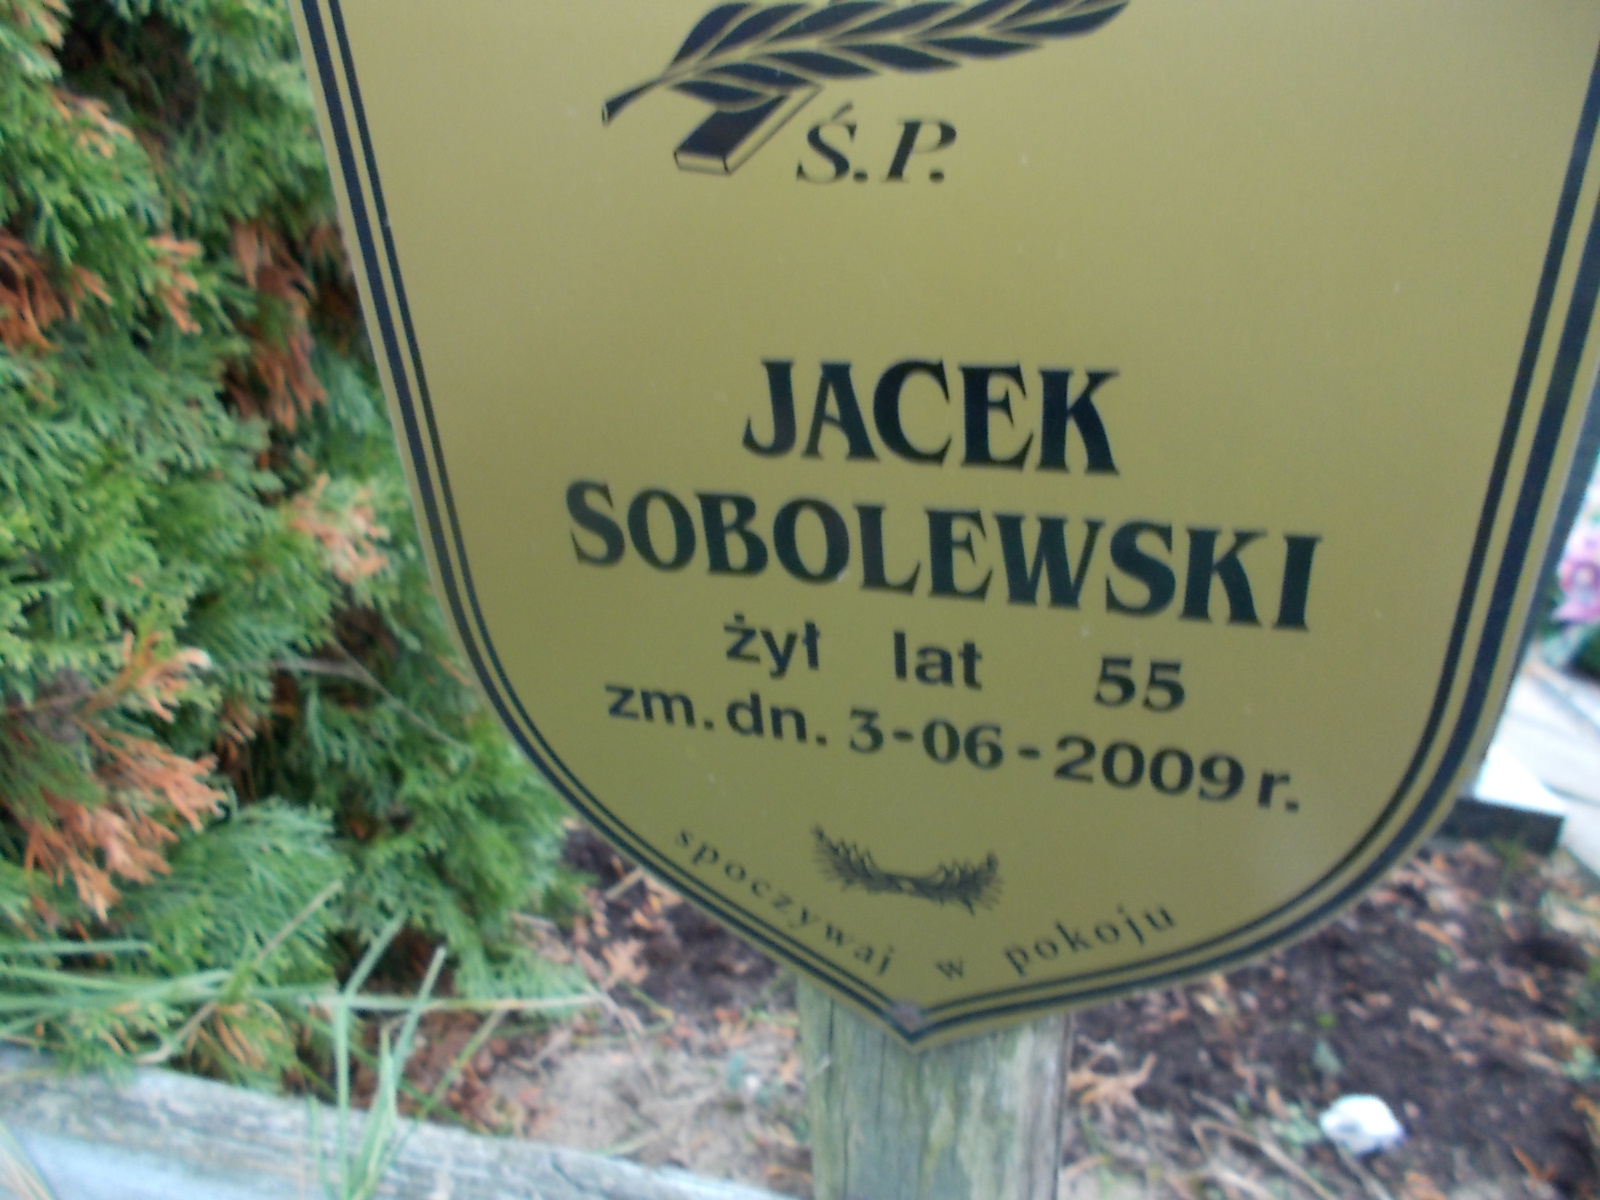 Ś.P.
JACEK
SOBOLEWSKI
żył lat 55
zm. dn. 3-06-2009 r.
spoczywaj w pokoju